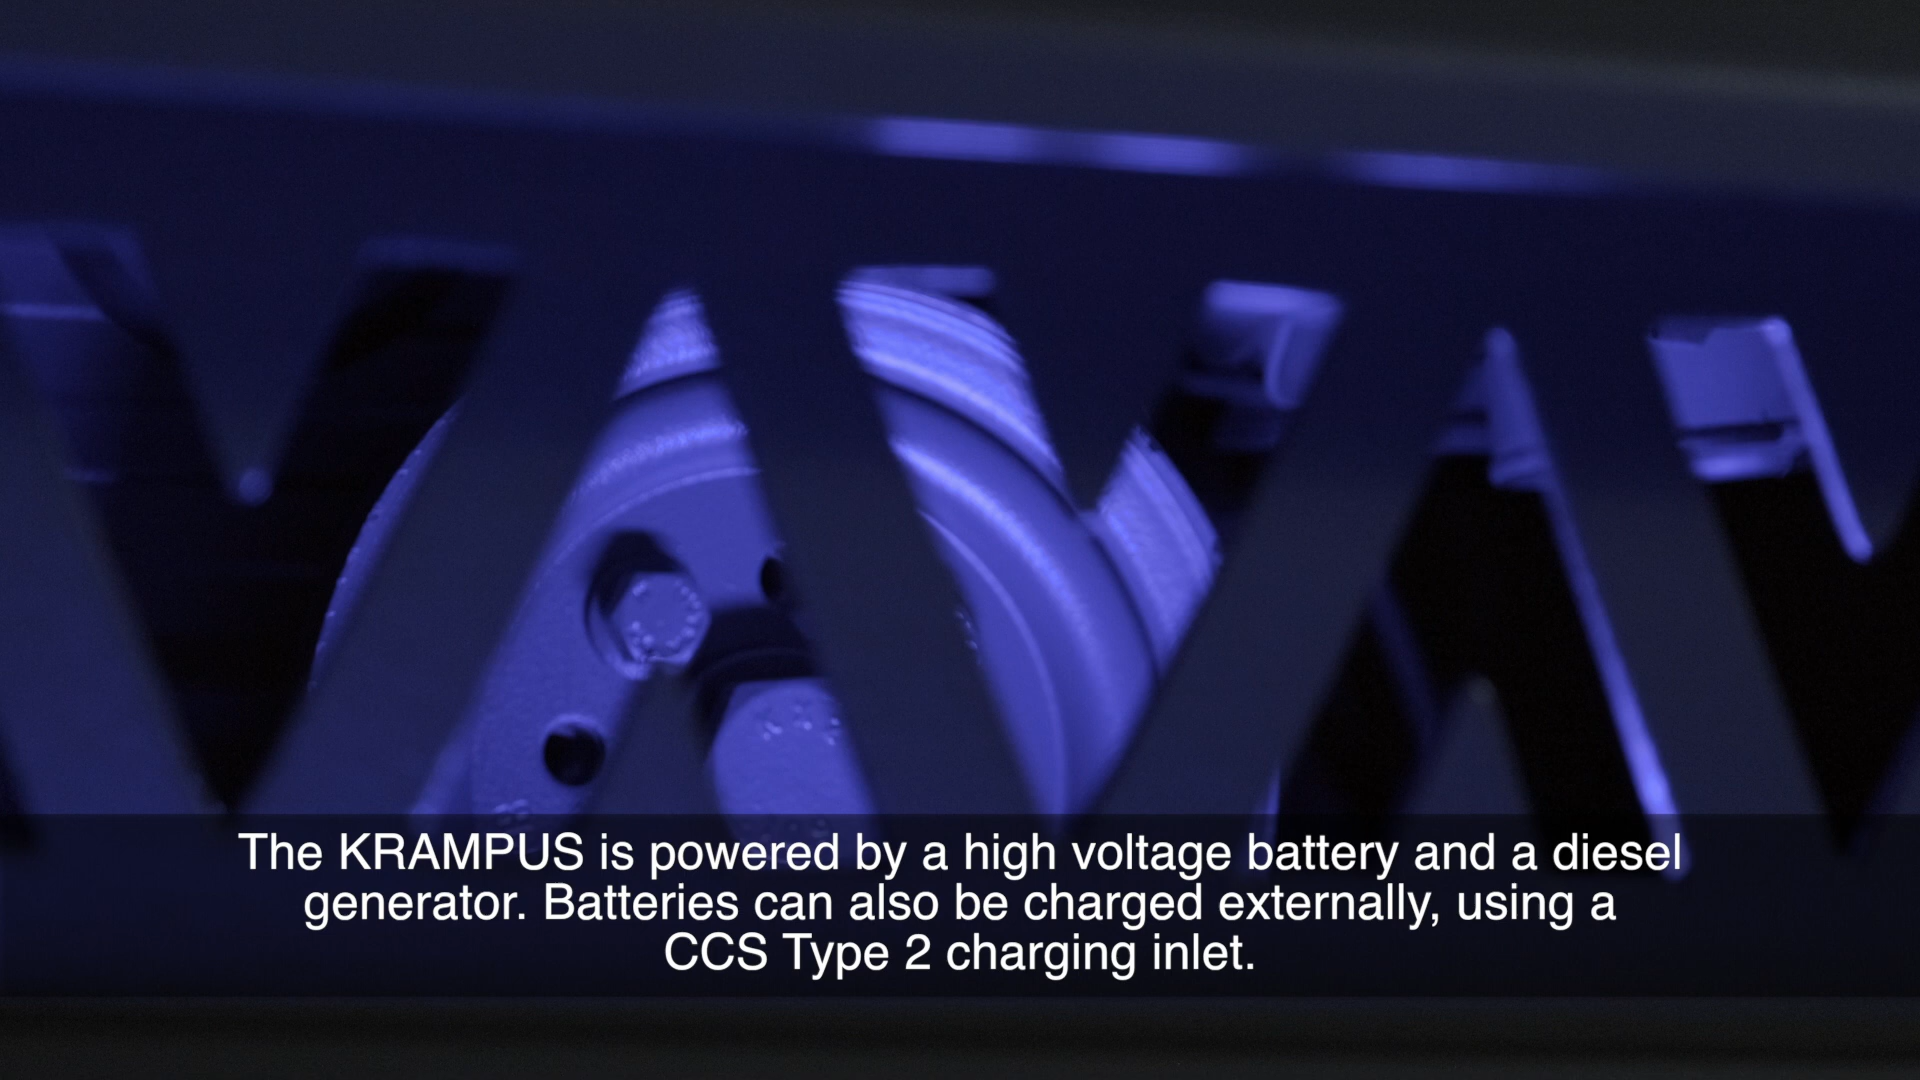 The KRAMPUS is powered by a high voltage battery and a diesel
generator. Batteries can also be charged externally, using a
CCS Type 2 charging inlet.